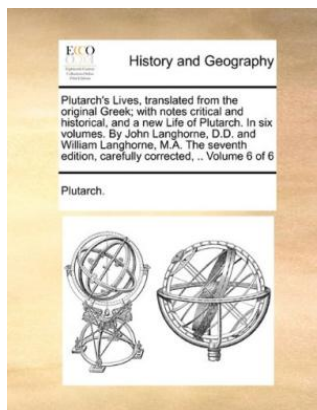 ECCO
History and Geography
Plutarch's Lives, translated from the
original Greek; with notes critical and
historical, and a new Life of Plutarch. In six
volumes. By John Langhorne, D.D. and
William Langhorne, M.A. The seventh
edition, carefully corrected, .. Volume 6 of 6
Plutarch.